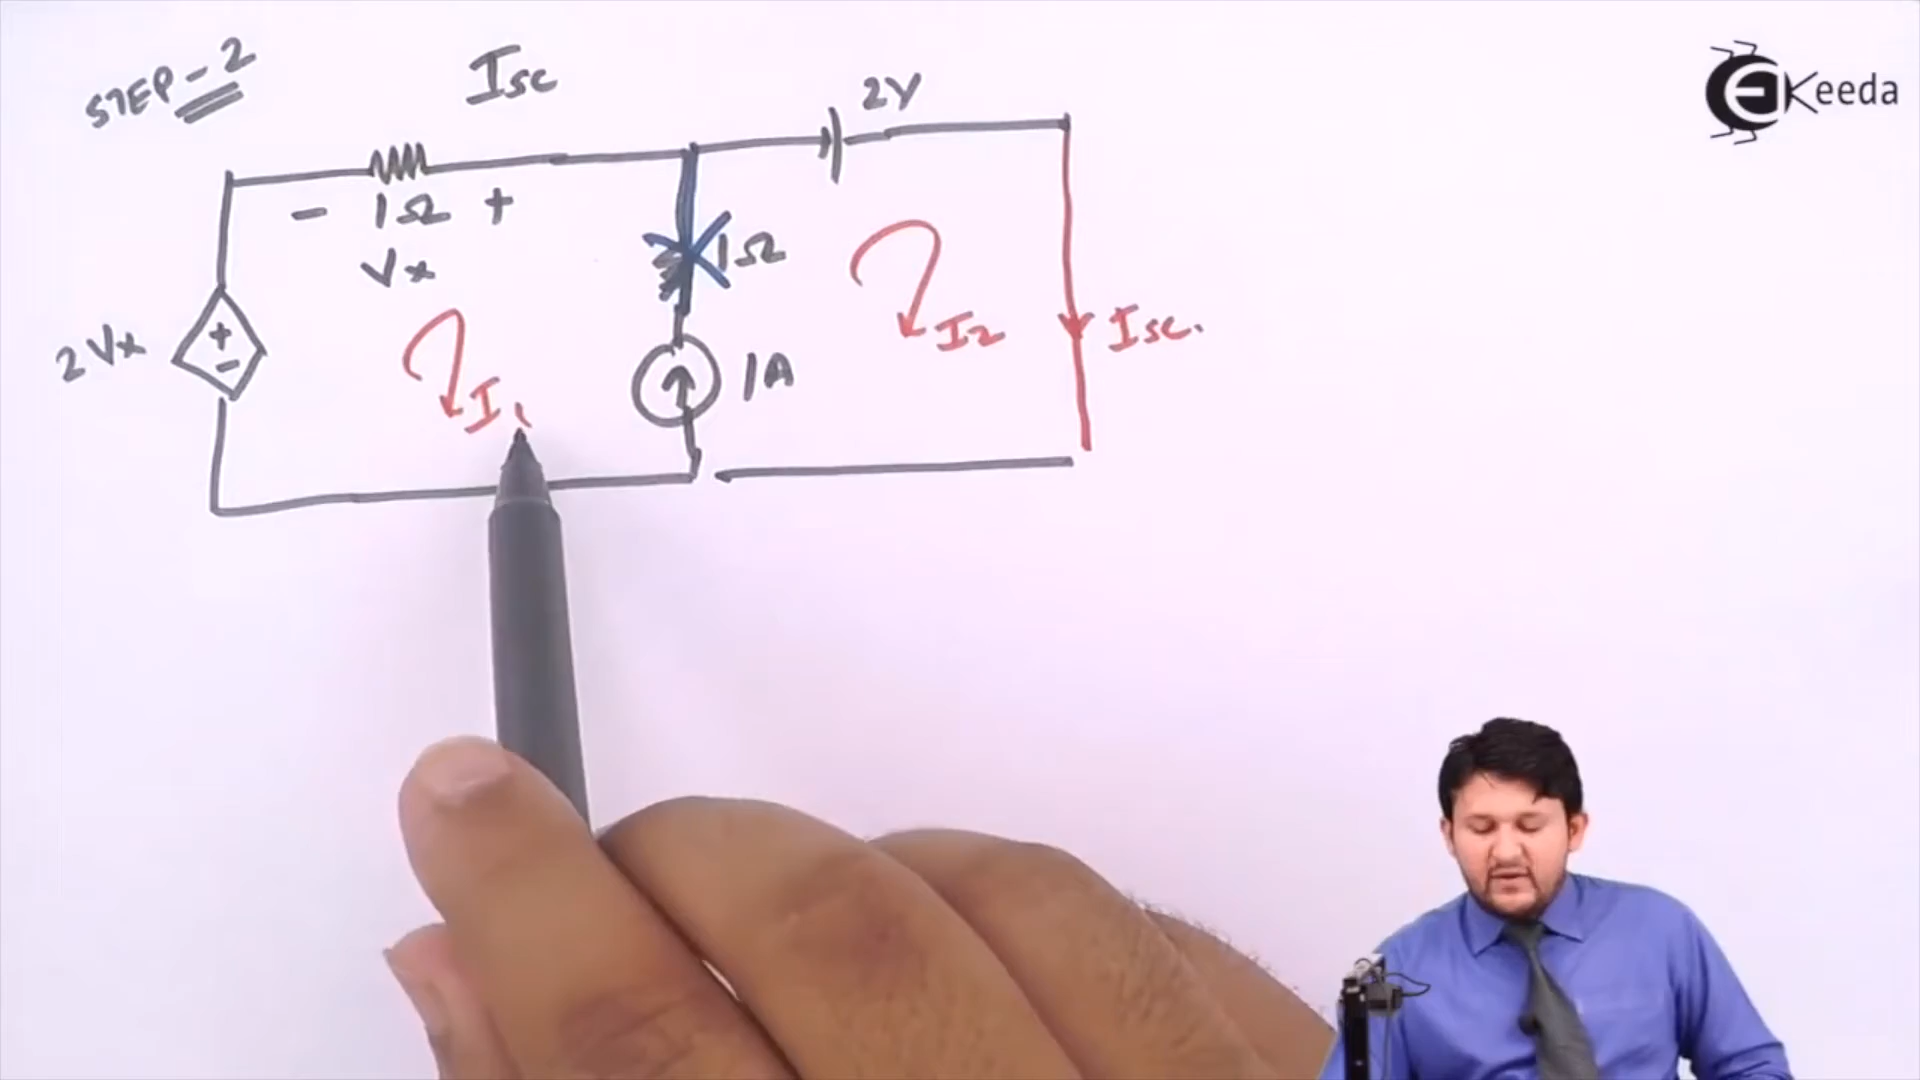 STEP-2
Isc
2V
Keeda
- 1Ω +
Vx
1Ω
2Vx
+
-
I1
1A
I2
Isc.